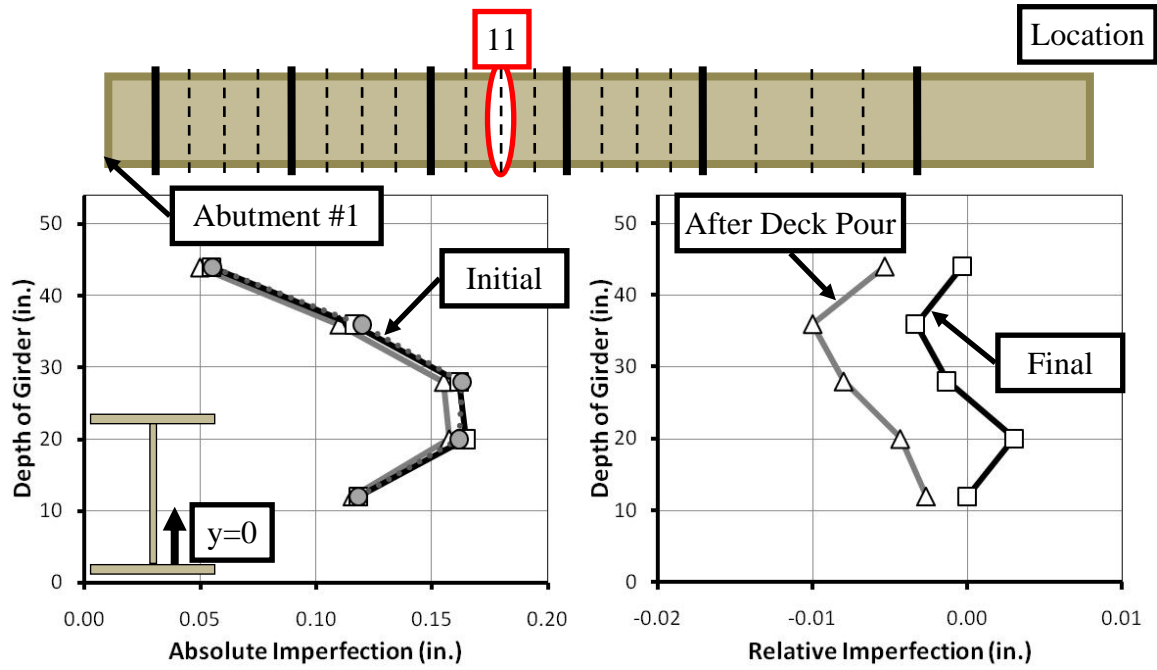 11
Location
Abutment #1
Initial
y=0
50
40
30
20
10
0
Depth of Girder (in.)
0.00 0.05 0.10 0.15 0.20
Absolute Imperfection (in.)
After Deck Pour
Final
50
40
30
20
10
0
Depth of Girder (in.)
-0.02 -0.01 0.00 0.01
Relative Imperfection (in.)